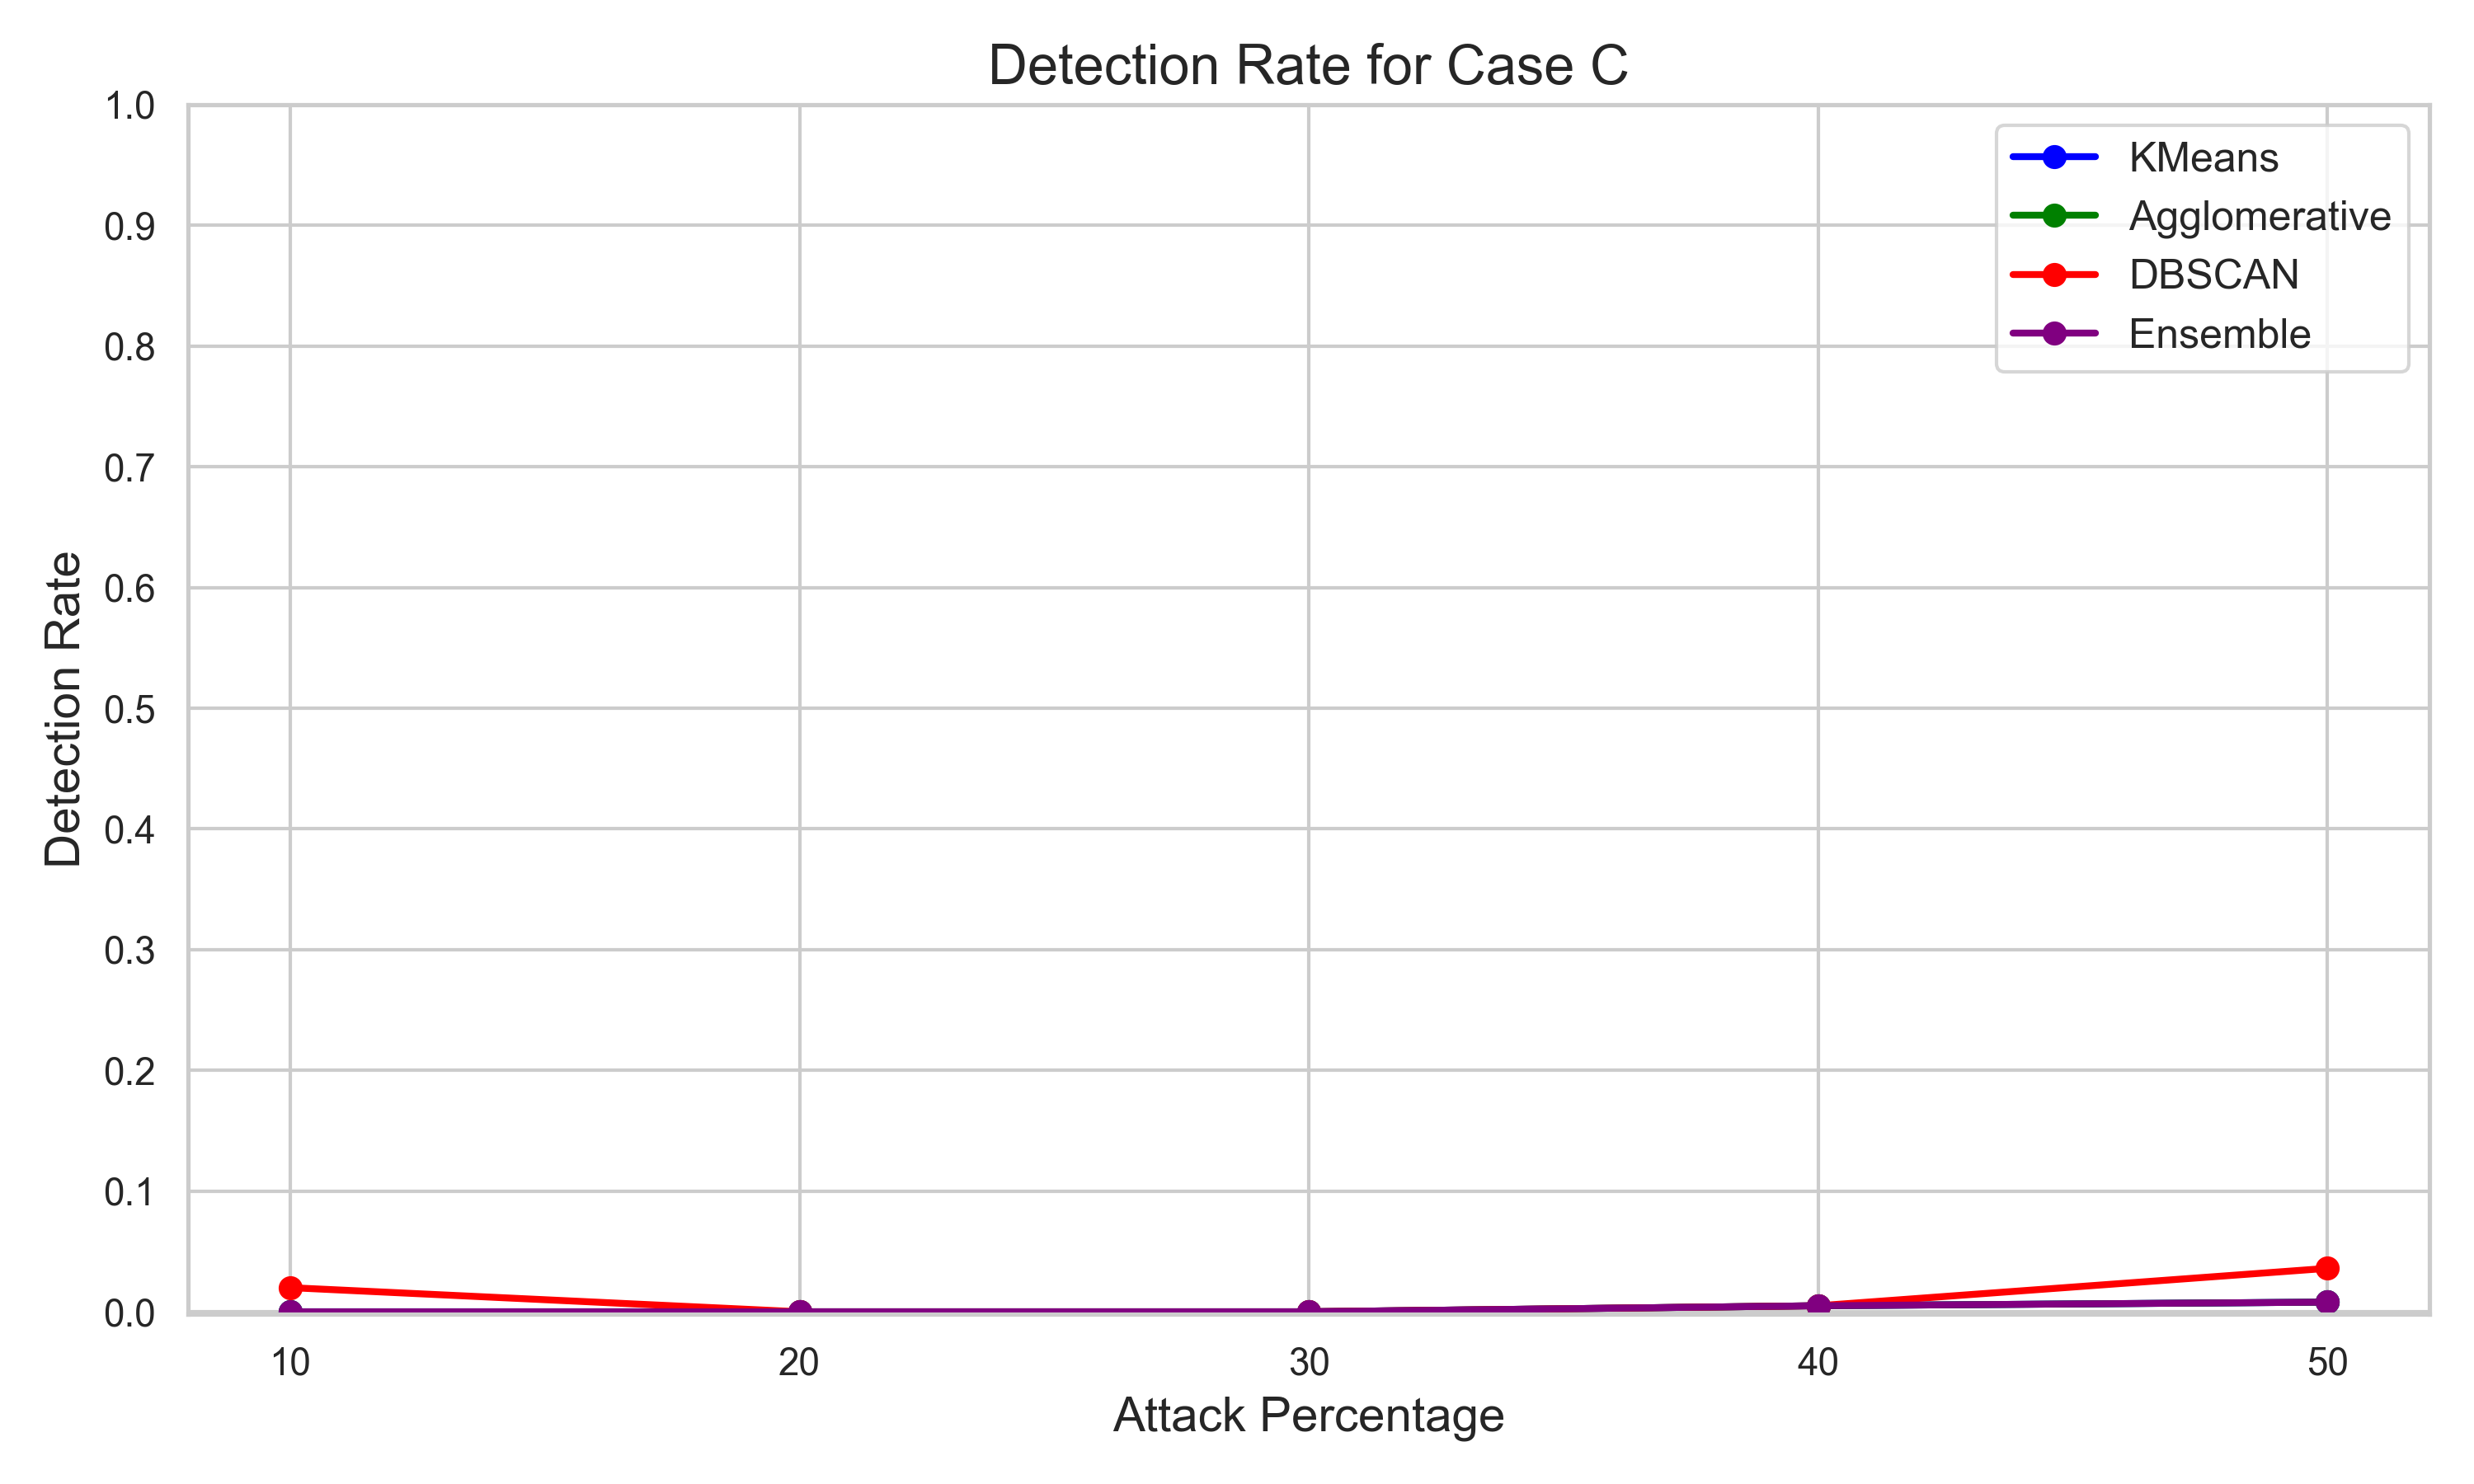 Detection Rate for Case C
1.0
0.9
0.8
0.7
0.6
0.5
0.4
0.3
0.2
0.1
0.0
Detection Rate
KMeans
Agglomerative
DBSCAN
Ensemble
10 20 30 40 50
Attack Percentage